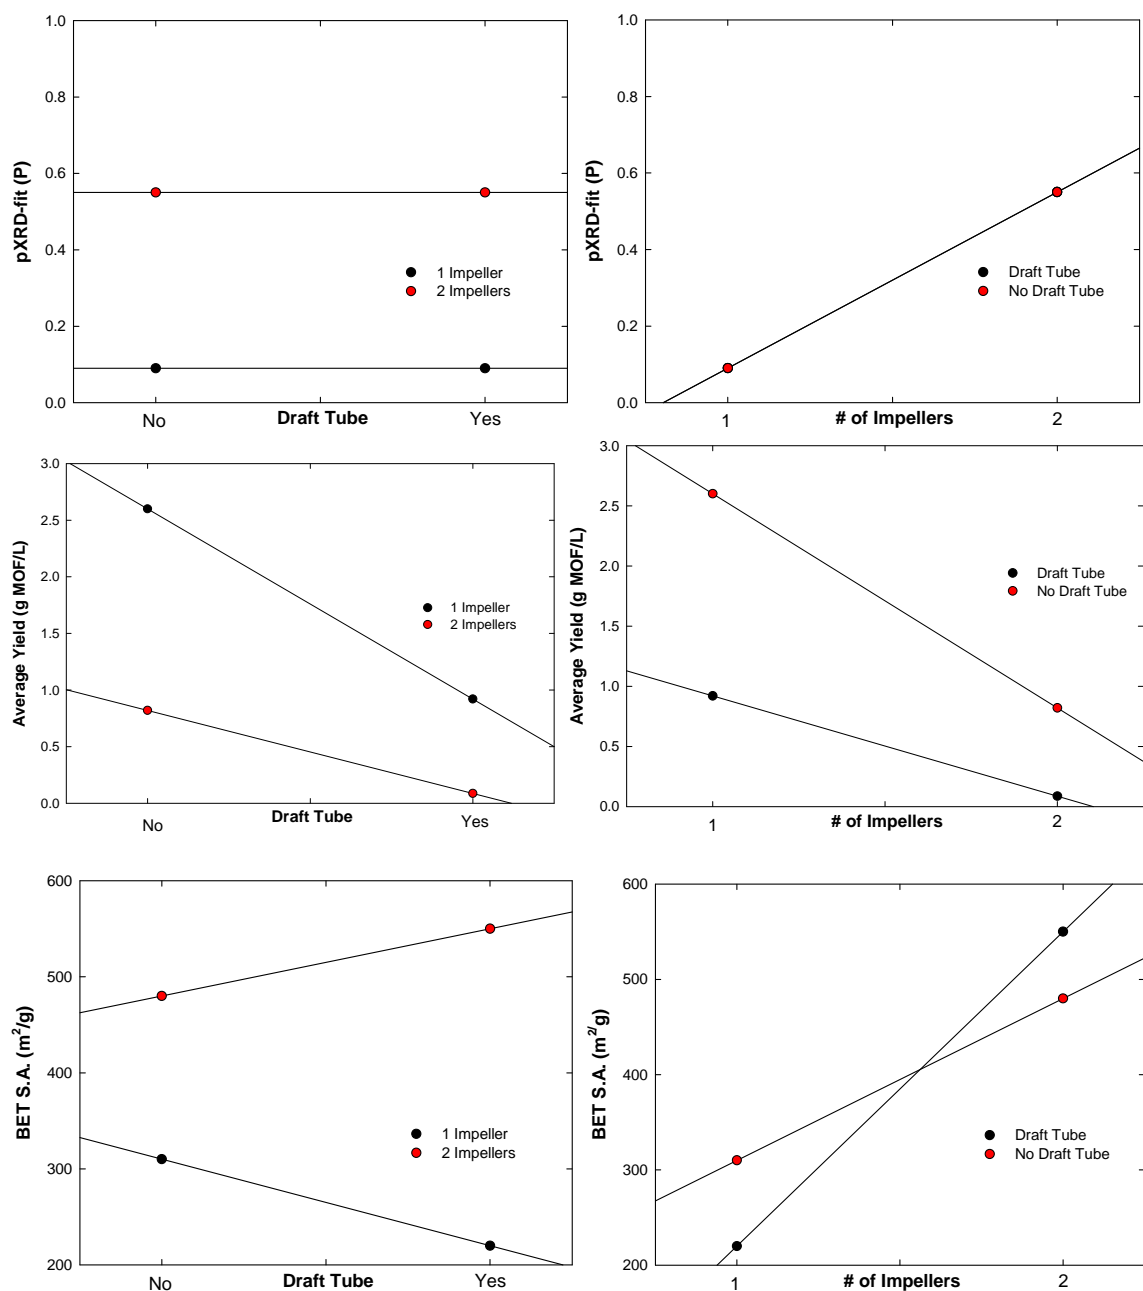 1.0
0.8
0.6
0.4
0.2
0.0
pXRD-fit (P)
1 Impeller
2 Impellers
No
Draft Tube
Yes
1.0
0.8
0.6
0.4
0.2
0.0
pXRD-fit (P)
Draft Tube
No Draft Tube
1
# of Impellers
2
3.0
2.5
2.0
1.5
1.0
0.5
0.0
Average Yield (g MOF/L)
1 Impeller
2 Impellers
No
Draft Tube
Yes
3.0
2.5
2.0
1.5
1.0
0.5
0.0
Average Yield (g MOF/L)
Draft Tube
No Draft Tube
1
# of Impellers
2
600
500
400
300
200
BET S.A. (m²/g)
1 Impeller
2 Impellers
No
Draft Tube
Yes
600
500
400
300
200
BET S.A. (m²/g)
Draft Tube
No Draft Tube
1
# of Impellers
2